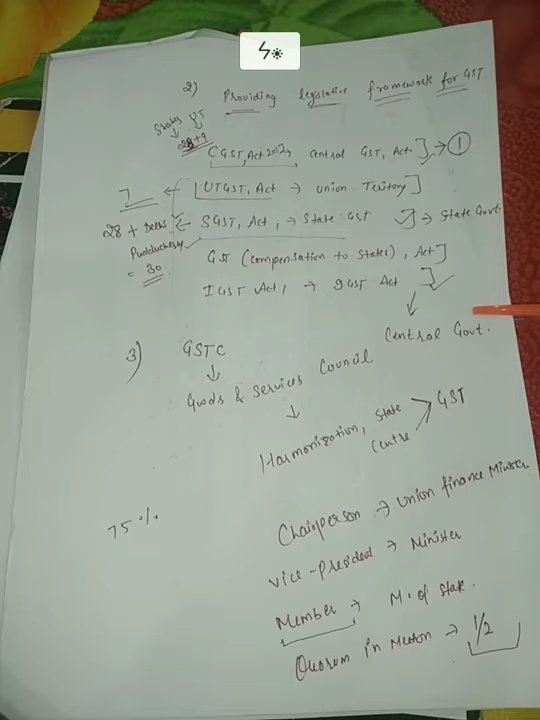 2) Providing legislative framework for GST
States UT
28+9
CGST, Act 2017, Central GST, Act ] → 1
7 ← UTGST, Act → Union Teritory ]
28 + Delhi ← SGST, Act, → State GST ] → State Govt.
Puducherry
= 30
GST (Compensation to States), Act ]
IGST Act, → IGST Act ]
Central Govt.
3) GSTC
Goods & Services Council
Harmonization, State GST
Centre
75%
Chairperson → Union finance Minister
Vice-President → Minister
Member → M. of State.
Quorum in → 1/2